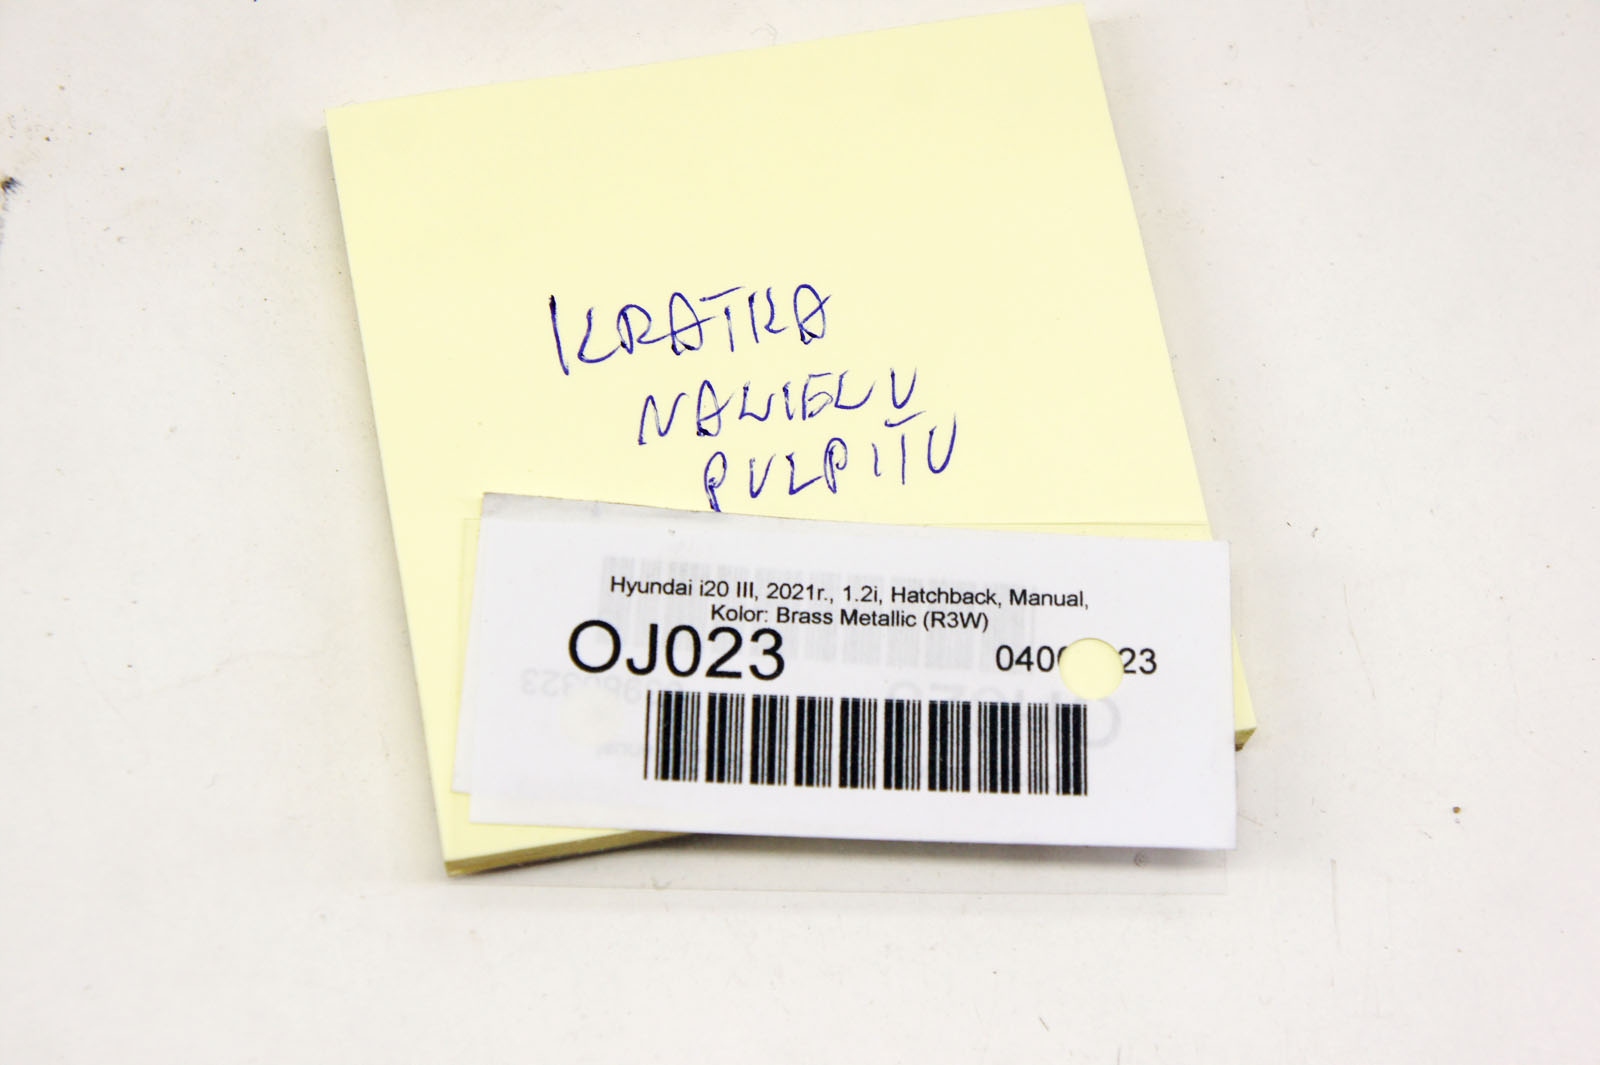 KRATKA
NAWIEWU
PULPITU
Hyundai i20 III, 2021r., 1.2i, Hatchback, Manual,
Kolor: Brass Metallic (R3W)
OJ023